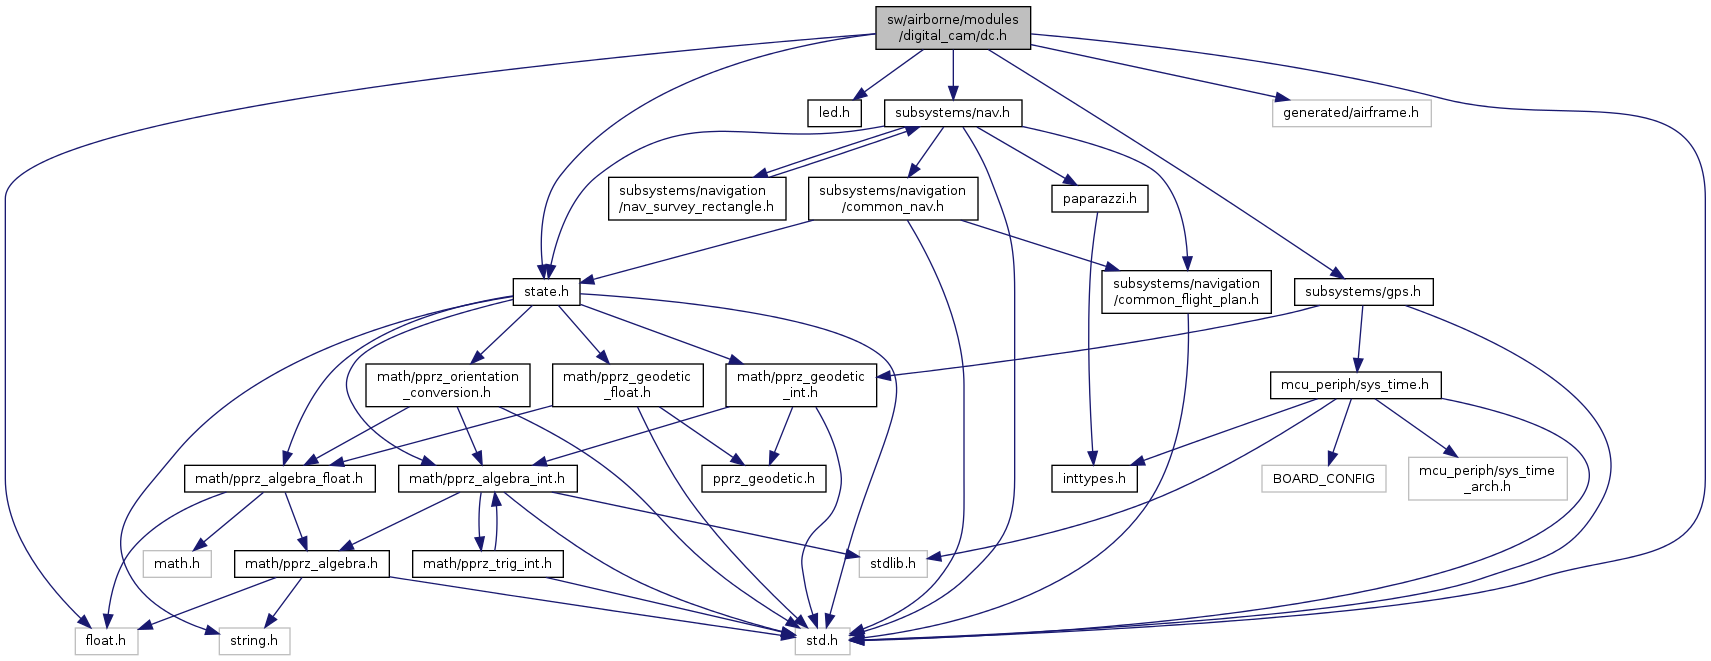 sw/airborne/modules
/digital_cam/dc.h
led.h
subsystems/nav.h
generated/airframe.h
subsystems/navigation
/nav_survey_rectangle.h
subsystems/navigation
/common_nav.h
paparazzi.h
subsystems/navigation
/common_flight_plan.h
state.h
subsystems/gps.h
math/pprz_orientation
_conversion.h
math/pprz_geodetic
_float.h
math/pprz_geodetic
_int.h
mcu_periph/sys_time.h
math/pprz_algebra_float.h
math/pprz_algebra_int.h
pprz_geodetic.h
inttypes.h
BOARD_CONFIG
mcu_periph/sys_time
_arch.h
math.h
math/pprz_algebra.h
math/pprz_trig_int.h
stdlib.h
float.h
string.h
std.h